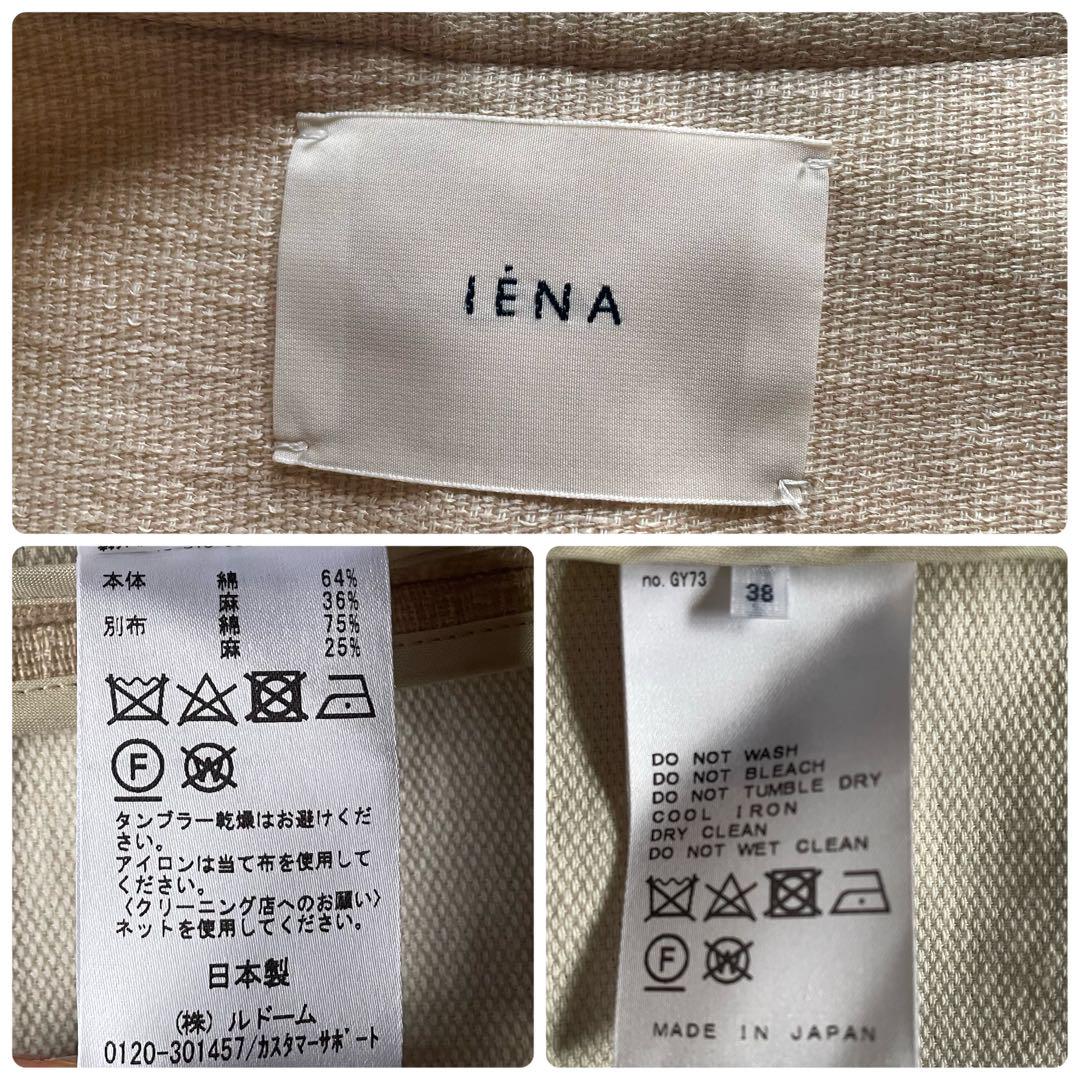 IÉNA
本体 綿 64%
麻 36%
別布 綿 75%
麻 25%
F W
タンブラー乾燥はお避けくだ
さい。
アイロンは当て布を使用して
ください。
〈クリーニング店へのお願い〉
ネットを使用してください。
日本製
(株) ルドーム
0120-301457/カスタマーサポート
no. GY73 38
DO NOT WASH
DO NOT BLEACH
DO NOT TUMBLE DRY
COOL IRON
DRY CLEAN
DO NOT WET CLEAN
F W
MADE IN JAPAN